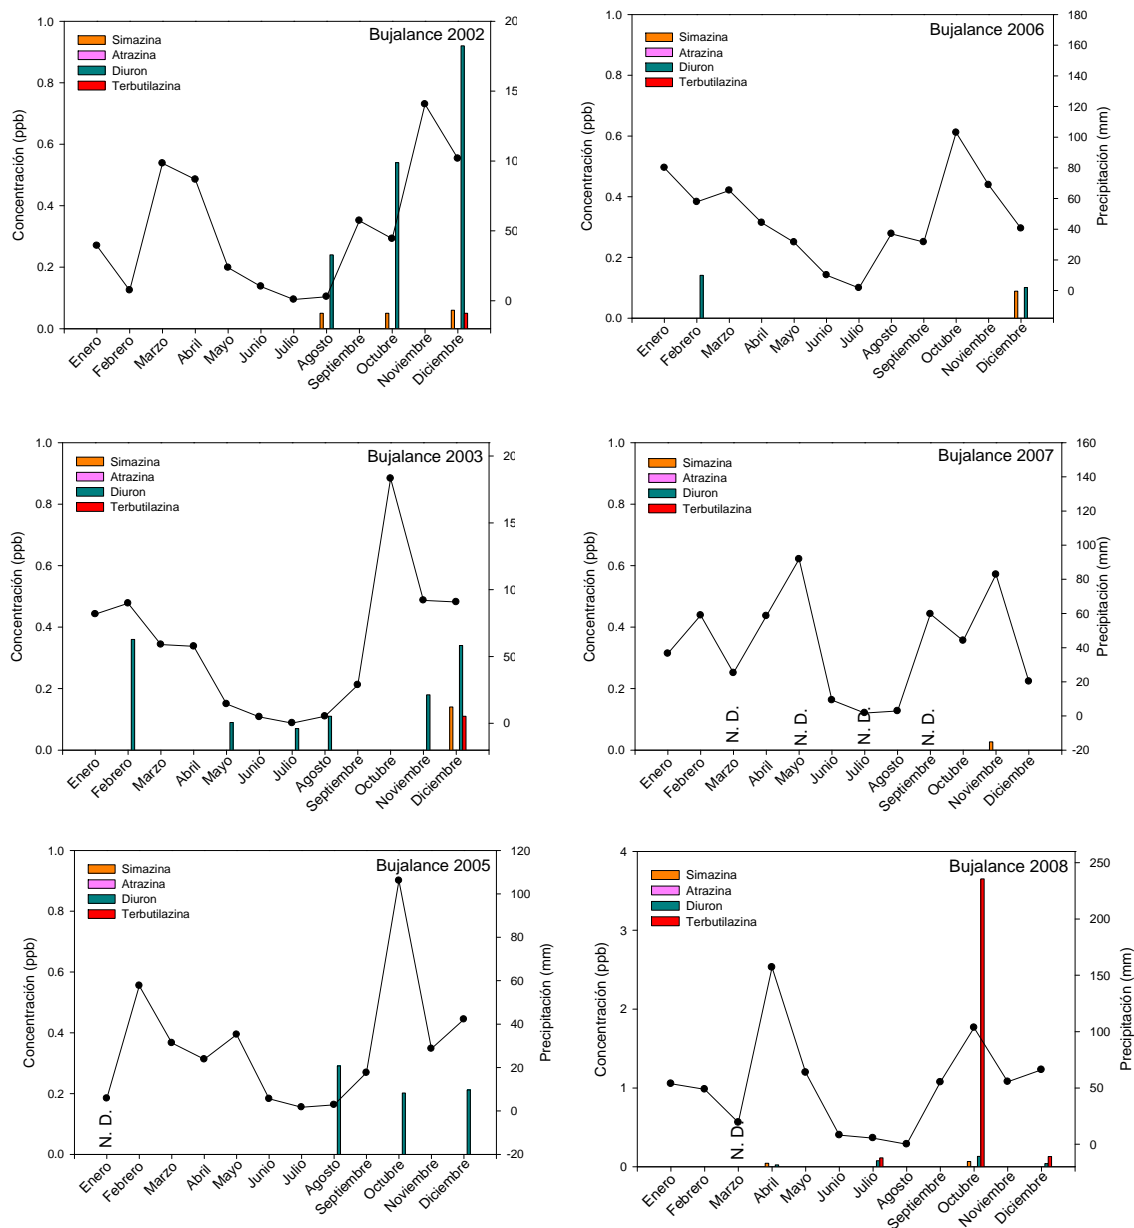 Bujalance 2002
Simazina
Atrazina
Diuron
Terbutilazina
Concentración (ppb)
1.0
0.8
0.6
0.4
0.2
0.0
20
15
10
50
0
Enero
Febrero
Marzo
Abril
Mayo
Junio
Julio
Agosto
Septiembre
Octubre
Noviembre
Diciembre
Bujalance 2006
Simazina
Atrazina
Diuron
Terbutilazina
Concentración (ppb)
1.0
0.8
0.6
0.4
0.2
0.0
180
160
140
120
100
80
60
40
20
0
Precipitación (mm)
Enero
Febrero
Marzo
Abril
Mayo
Junio
Julio
Agosto
Septiembre
Octubre
Noviembre
Diciembre
Bujalance 2003
Simazina
Atrazina
Diuron
Terbutilazina
Concentración (ppb)
1.0
0.8
0.6
0.4
0.2
0.0
20
15
10
50
0
Enero
Febrero
Marzo
Abril
Mayo
Junio
Julio
Agosto
Septiembre
Octubre
Noviembre
Diciembre
Bujalance 2007
Simazina
Atrazina
Diuron
Terbutilazina
Concentración (ppb)
1.0
0.8
0.6
0.4
0.2
0.0
160
140
120
100
80
60
40
20
0
-20
Precipitación (mm)
N. D.
N. D.
N. D.
N. D.
Enero
Febrero
Marzo
Abril
Mayo
Junio
Julio
Agosto
Septiembre
Octubre
Noviembre
Diciembre
Bujalance 2005
Simazina
Atrazina
Diuron
Terbutilazina
Concentración (ppb)
1.0
0.8
0.6
0.4
0.2
0.0
120
100
80
60
40
20
0
-20
Precipitación (mm)
N. D.
Enero
Febrero
Marzo
Abril
Mayo
Junio
Julio
Agosto
Septiembre
Octubre
Noviembre
Diciembre
Bujalance 2008
Simazina
Atrazina
Diuron
Terbutilazina
Concentración (ppb)
4
3
2
1
0
250
200
150
100
50
0
Precipitación (mm)
N. D.
Enero
Febrero
Marzo
Abril
Mayo
Junio
Julio
Agosto
Septiembre
Octubre
Noviembre
Diciembre